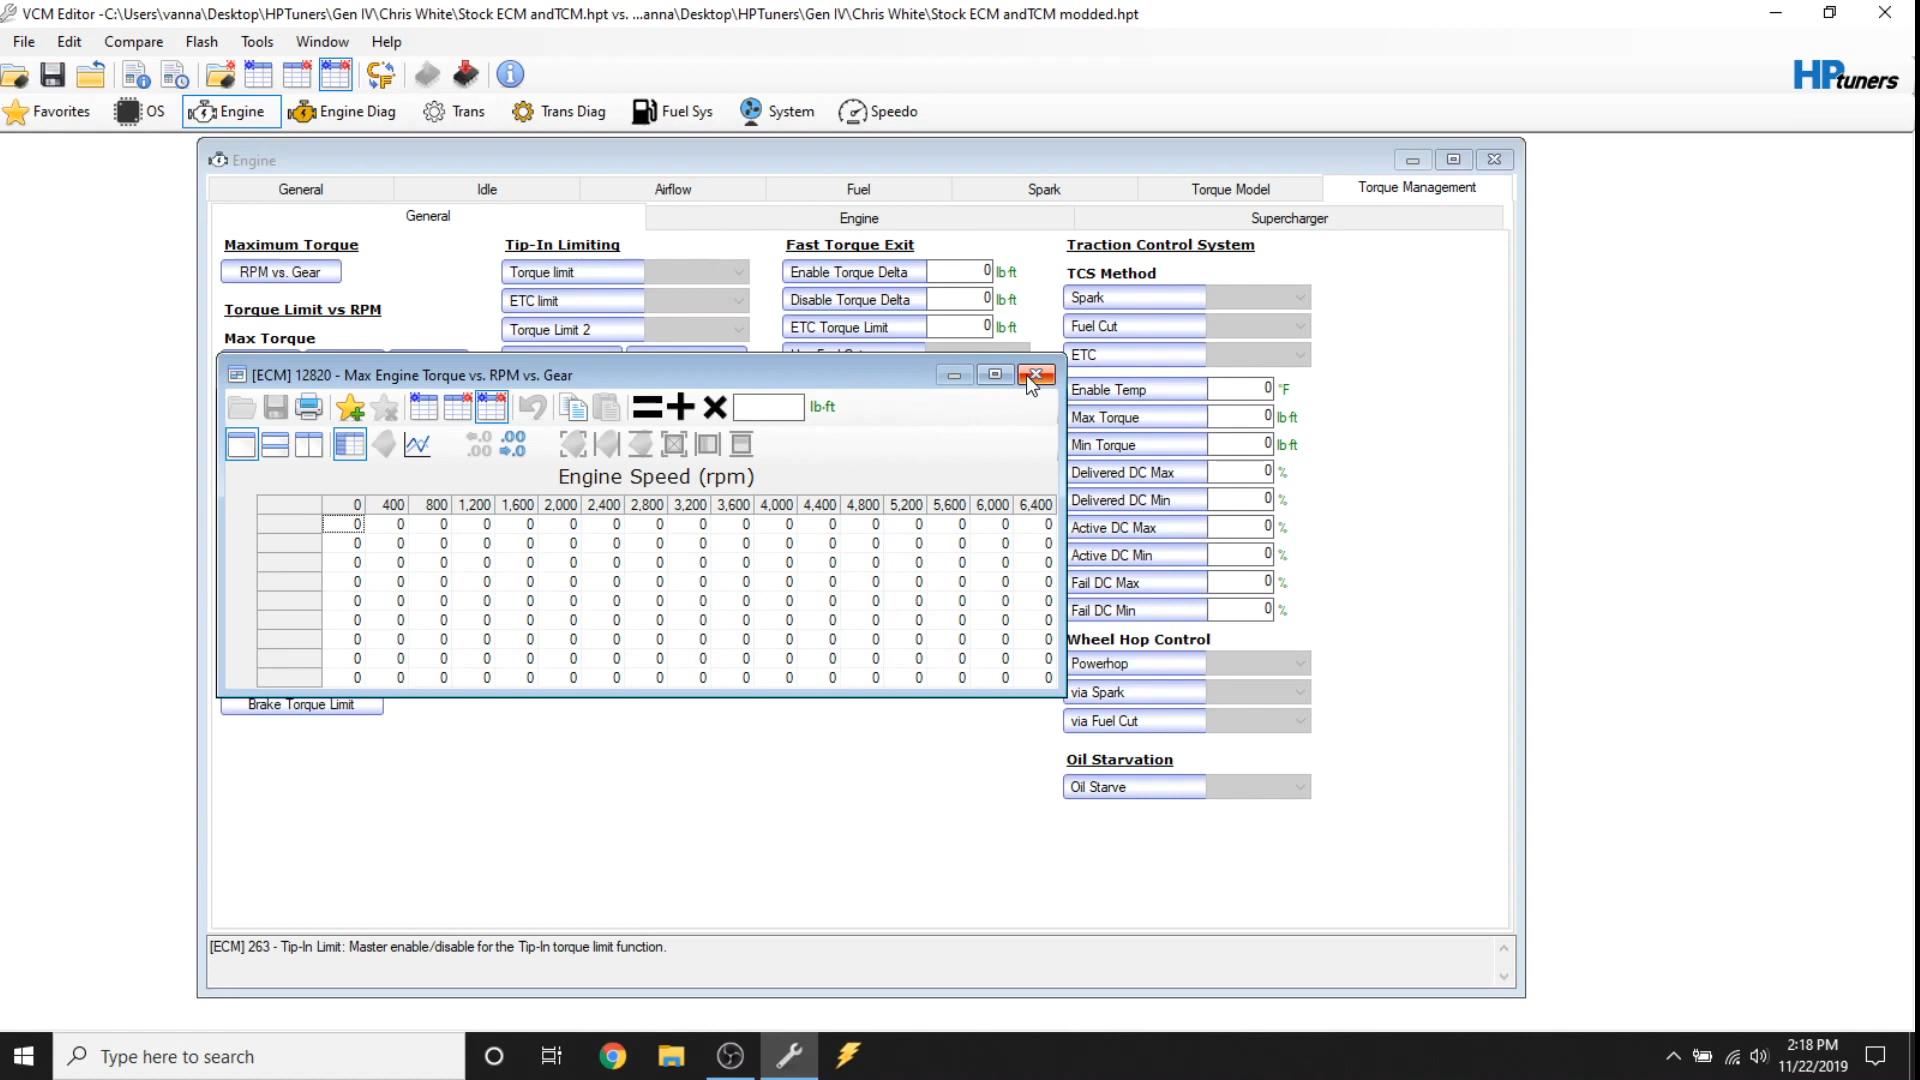 VCM Editor -C:\Users\vanna\Desktop\HPTuners\Gen IV\Chris White\Stock ECM andTCM.hpt vs. ...anna\Desktop\HPTuners\Gen IV\Chris White\Stock ECM andTCM modded.hpt
File Edit Compare Flash Tools Window Help
HPtuners
Favorites OS Engine Engine Diag Trans Trans Diag Fuel Sys System Speedo
Engine
General Idle Airflow Fuel Spark Torque Model Torque Management
General Engine Supercharger
Maximum Torque Tip-In Limiting Fast Torque Exit Traction Control System
RPM vs. Gear Torque limit Enable Torque Delta 0 lb·ft TCS Method
ETC limit Disable Torque Delta 0 lb·ft Spark
Torque Limit vs RPM Torque Limit 2 ETC Torque Limit 0 lb·ft Fuel Cut
Max Torque
ETC
[ECM] 12820 - Max Engine Torque vs. RPM vs. Gear
Enable Temp 0 °F
lb·ft
Max Torque 0 lb·ft
Min Torque 0 lb·ft
.0 .00 .00 .0
Engine Speed (rpm)
Delivered DC Max 0 %
Delivered DC Min 0 %
0 400 800 1,200 1,600 2,000 2,400 2,800 3,200 3,600 4,000 4,400 4,800 5,200 5,600 6,000 6,400
0 0 0 0 0 0 0 0 0 0 0 0 0 0 0 0 0
Active DC Max 0 %
0 0 0 0 0 0 0 0 0 0 0 0 0 0 0 0 0
Active DC Min 0 %
0 0 0 0 0 0 0 0 0 0 0 0 0 0 0 0 0
Fail DC Max 0 %
0 0 0 0 0 0 0 0 0 0 0 0 0 0 0 0 0
0 0 0 0 0 0 0 0 0 0 0 0 0 0 0 0 0
Fail DC Min 0 %
0 0 0 0 0 0 0 0 0 0 0 0 0 0 0 0 0
0 0 0 0 0 0 0 0 0 0 0 0 0 0 0 0 0
Wheel Hop Control
0 0 0 0 0 0 0 0 0 0 0 0 0 0 0 0 0
Powerhop
0 0 0 0 0 0 0 0 0 0 0 0 0 0 0 0 0
via Spark
Brake Torque Limit
via Fuel Cut
Oil Starvation
Oil Starve
[ECM] 263 - Tip-In Limit: Master enable/disable for the Tip-In torque limit function.
Type here to search
2:18 PM
11/22/2019